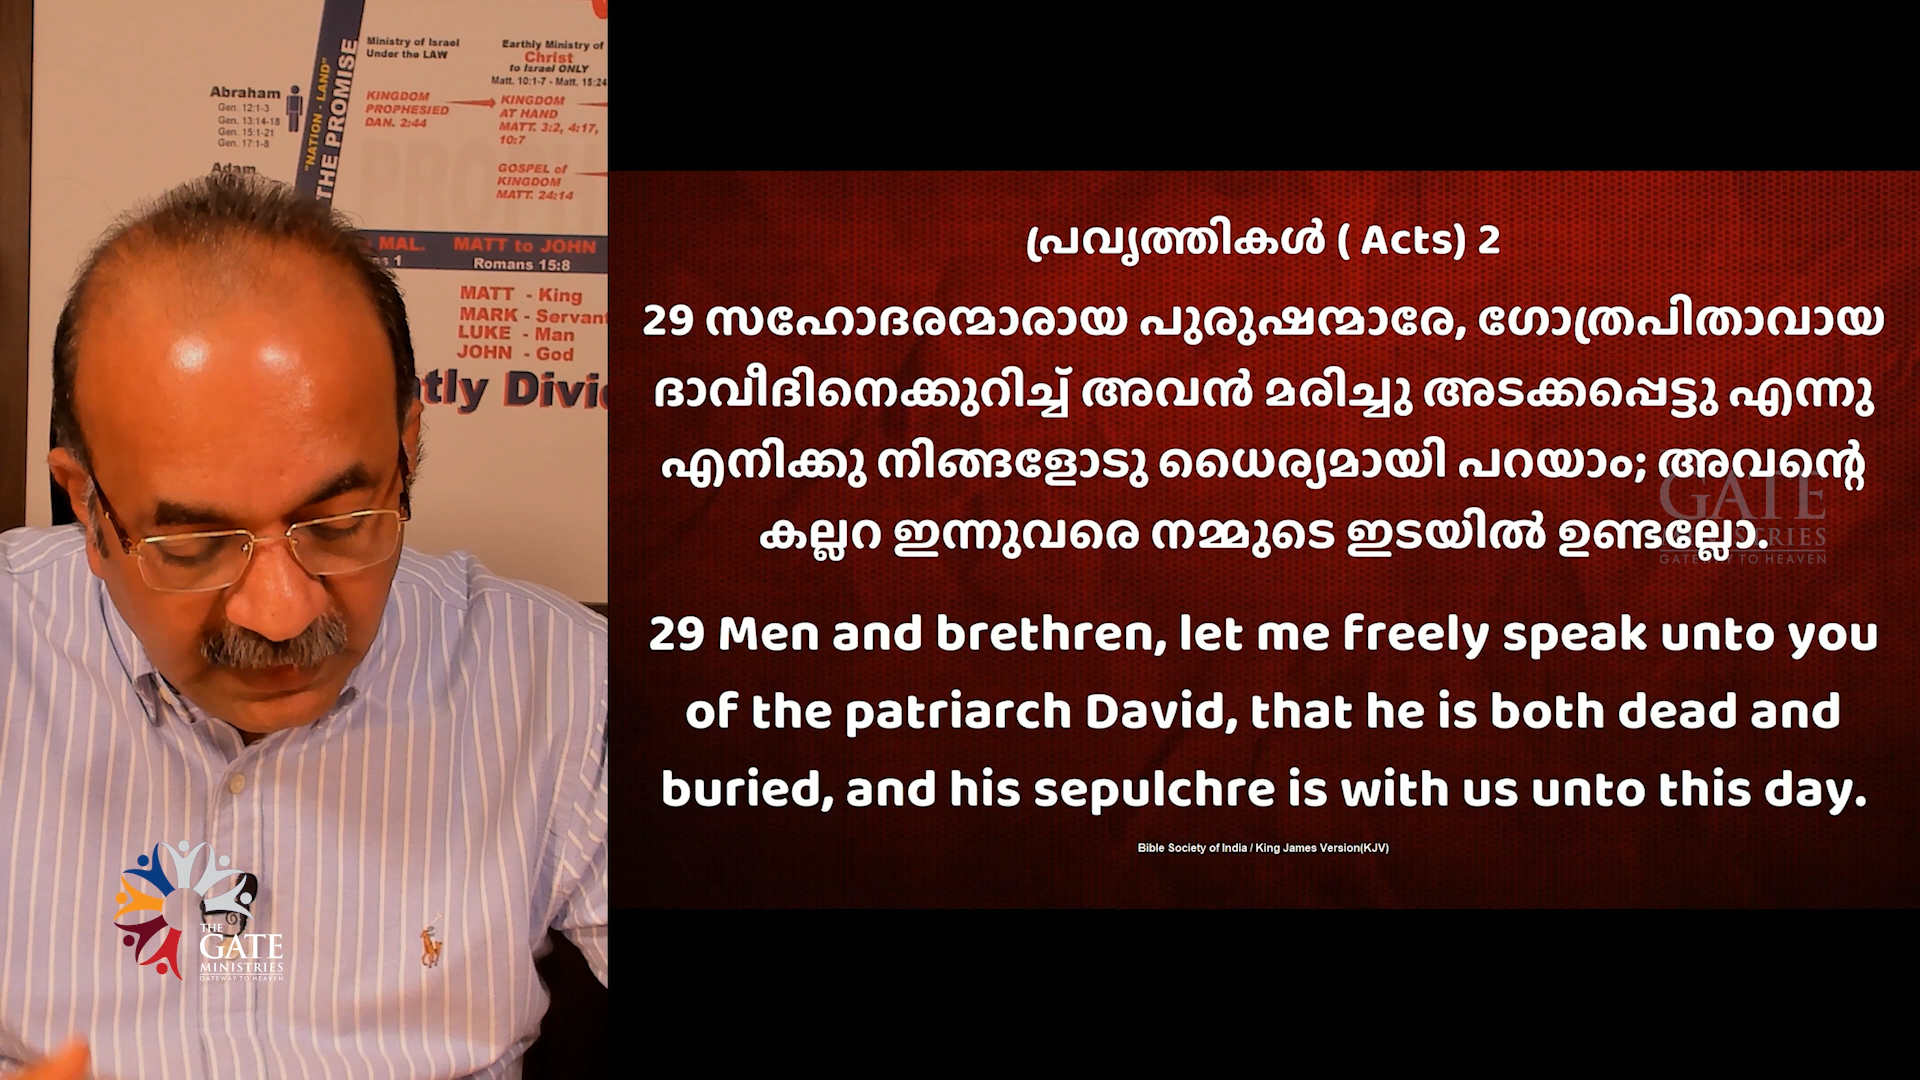 Ministry of Israel
Under the LAW
Earthly Ministry of
Christ
to Israel ONLY
Matt. 10:1-7 - Matt. 15:24
Abraham
Gen. 12:1-3
Gen. 13:14-18
Gen. 15:1-21
Gen. 17:1-8
Adam
"NATION - LAND"
THE PROMISE
KINGDOM
PROPHESIED
DAN. 2:44
KINGDOM
AT HAND
MATT. 3:2, 4:17,
10:7
GOSPEL of
KINGDOM
MATT. 24:14
MAL.
MATT to JOHN
Romans 15:8
MATT - King
MARK - Servant
LUKE - Man
JOHN - God
പ്രവൃത്തികൾ ( Acts) 2
29 സഹോദരന്മാരായ പുരുഷന്മാരേ, ഗോത്രപിതാവായ
ദാവീദിനെക്കുറിച്ച് അവൻ മരിച്ചു അടക്കപ്പെട്ടു എന്നു
എനിക്കു നിങ്ങളോടു ധൈര്യമായി പറയാം; അവന്റെ
കല്ലറ ഇന്നുവരെ നമ്മുടെ ഇടയിൽ ഉണ്ടല്ലോ.
29 Men and brethren, let me freely speak unto you
of the patriarch David, that he is both dead and
buried, and his sepulchre is with us unto this day.
Bible Society of India / King James Version(KJV)
THE
GATE
MINISTRIES
GATEWAY TO HEAVEN